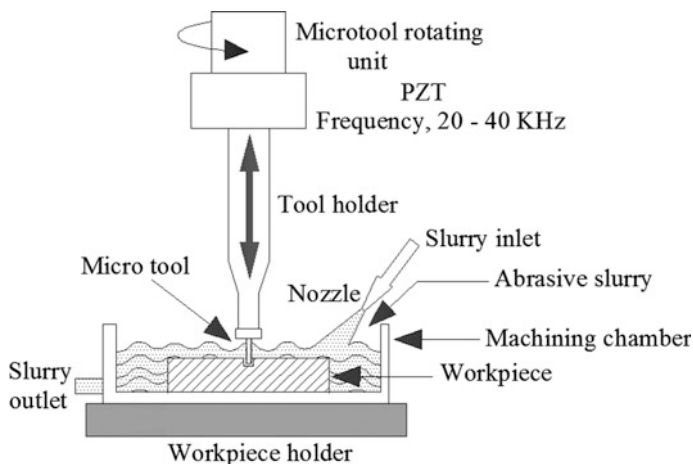 Microtool rotating
unit
PZT
Frequency, 20 - 40 KHz
Tool holder
Slurry inlet
Micro tool
Nozzle
Abrasive slurry
Machining chamber
Slurry
outlet
Workpiece
Workpiece holder